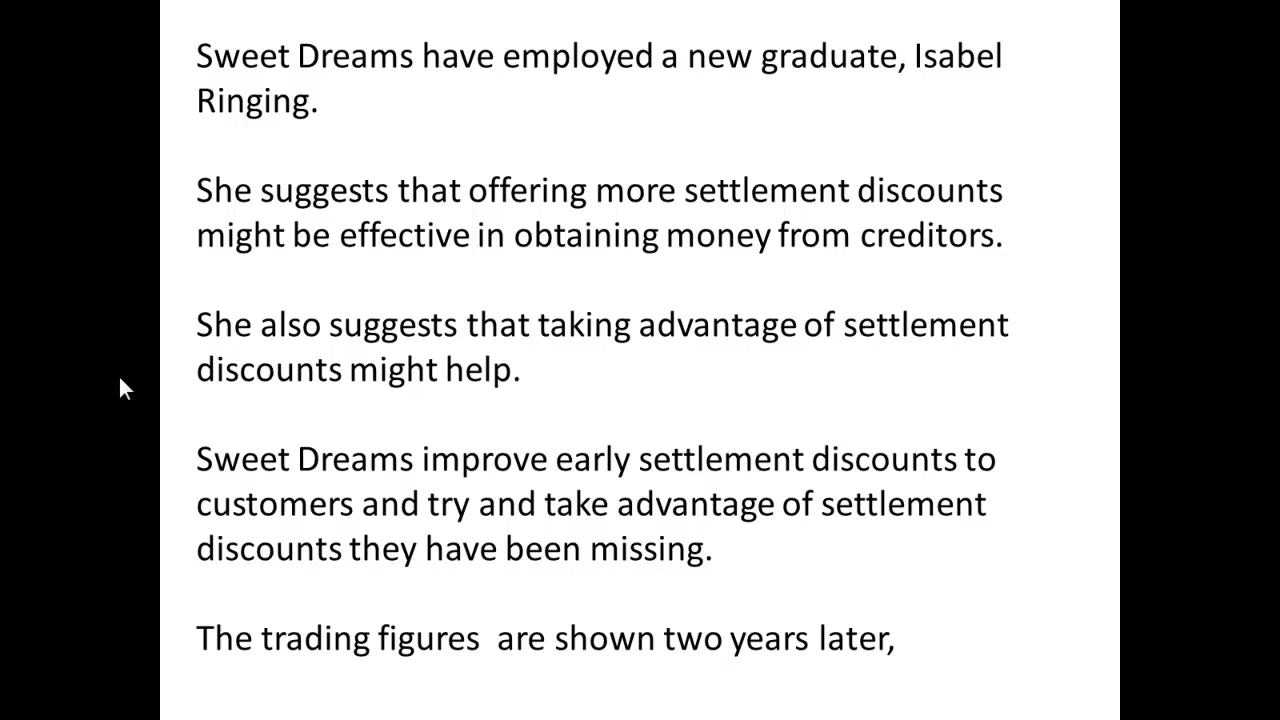 Sweet Dreams have employed a new graduate, Isabel
Ringing.
She suggests that offering more settlement discounts
might be effective in obtaining money from creditors.
She also suggests that taking advantage of settlement
discounts might help.
Sweet Dreams improve early settlement discounts to
customers and try and take advantage of settlement
discounts they have been missing.
The trading figures are shown two years later,